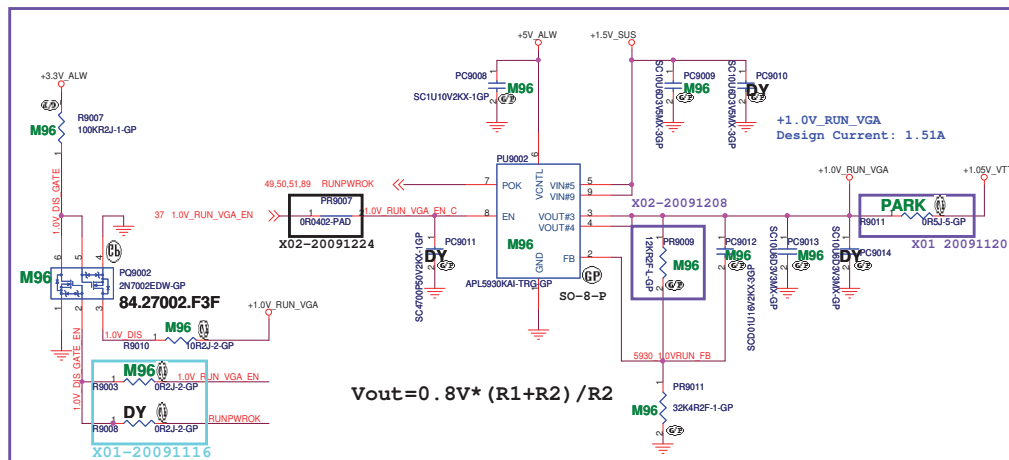 +5V_ALW
+1.5V_SUS
+3.3V_ALW
PC9008
SC1U10V2KX-1GP
M96
PC9009
M96
SC10U6D3V5MX-3GP
PC9010
DY
SC10U6D3V5MX-3GP
+1.0V_RUN_VGA
Design Current: 1.51A
M96
R9007
100KR2J-1-GP
1.0V_DIS_GATE
49,50,51,89 RUNPWROK
PU9002
POK
VCNTL
VIN#5
VIN#9
EN
VOUT#3
VOUT#4
FB
GND
M96
APL5930KAI-TRG-GP
SO-8-P
GP
37 1.0V_RUN_VGA_EN
PR9007
0R0402-PAD
1.0V_RUN_VGA_EN_C
X02-20091224
PC9011
DY
SC4700P50V2KX-1GP
X02-20091208
PR9009
12KR2F-L-GP
M96
PC9012
M96
SCD01U16V2KX-3GP
PC9013
M96
PC9014
DY
+1.0V_RUN_VGA
+1.05V_VTT
PARK
R9011
0R5J-5-GP
X01 20091120
M96
PQ9002
2N7002EDW-GP
84.27002.F3F
+1.0V_RUN_VGA
1.0V_DIS
M96
R9010
10R2J-2-GP
1.0V_DIS_GATE_EN
M96
R9003
0R2J-2-GP
1.0V_RUN_VGA_EN
DY
R9008
0R2J-2-GP
RUNPWROK
X01-20091116
5930_1.0VRUN_FB
Vout=0.8V*(R1+R2)/R2
PR9011
32K4R2F-1-GP
M96